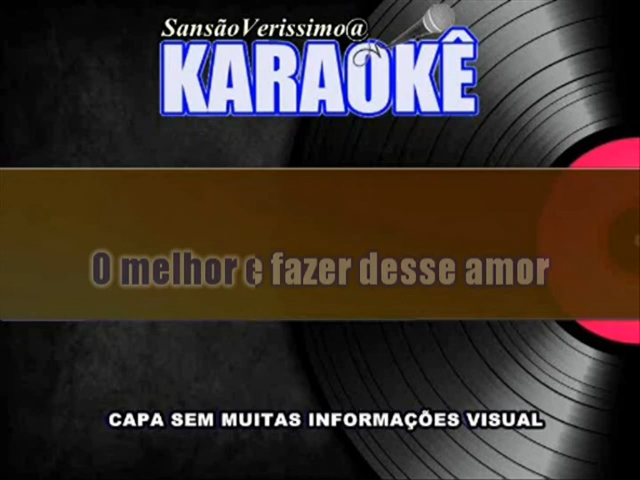 SansãoVerissimo@
KARAOKÊ
O melhor e fazer desse amor
CAPA SEM MUITAS INFORMAÇÕES VISUAL